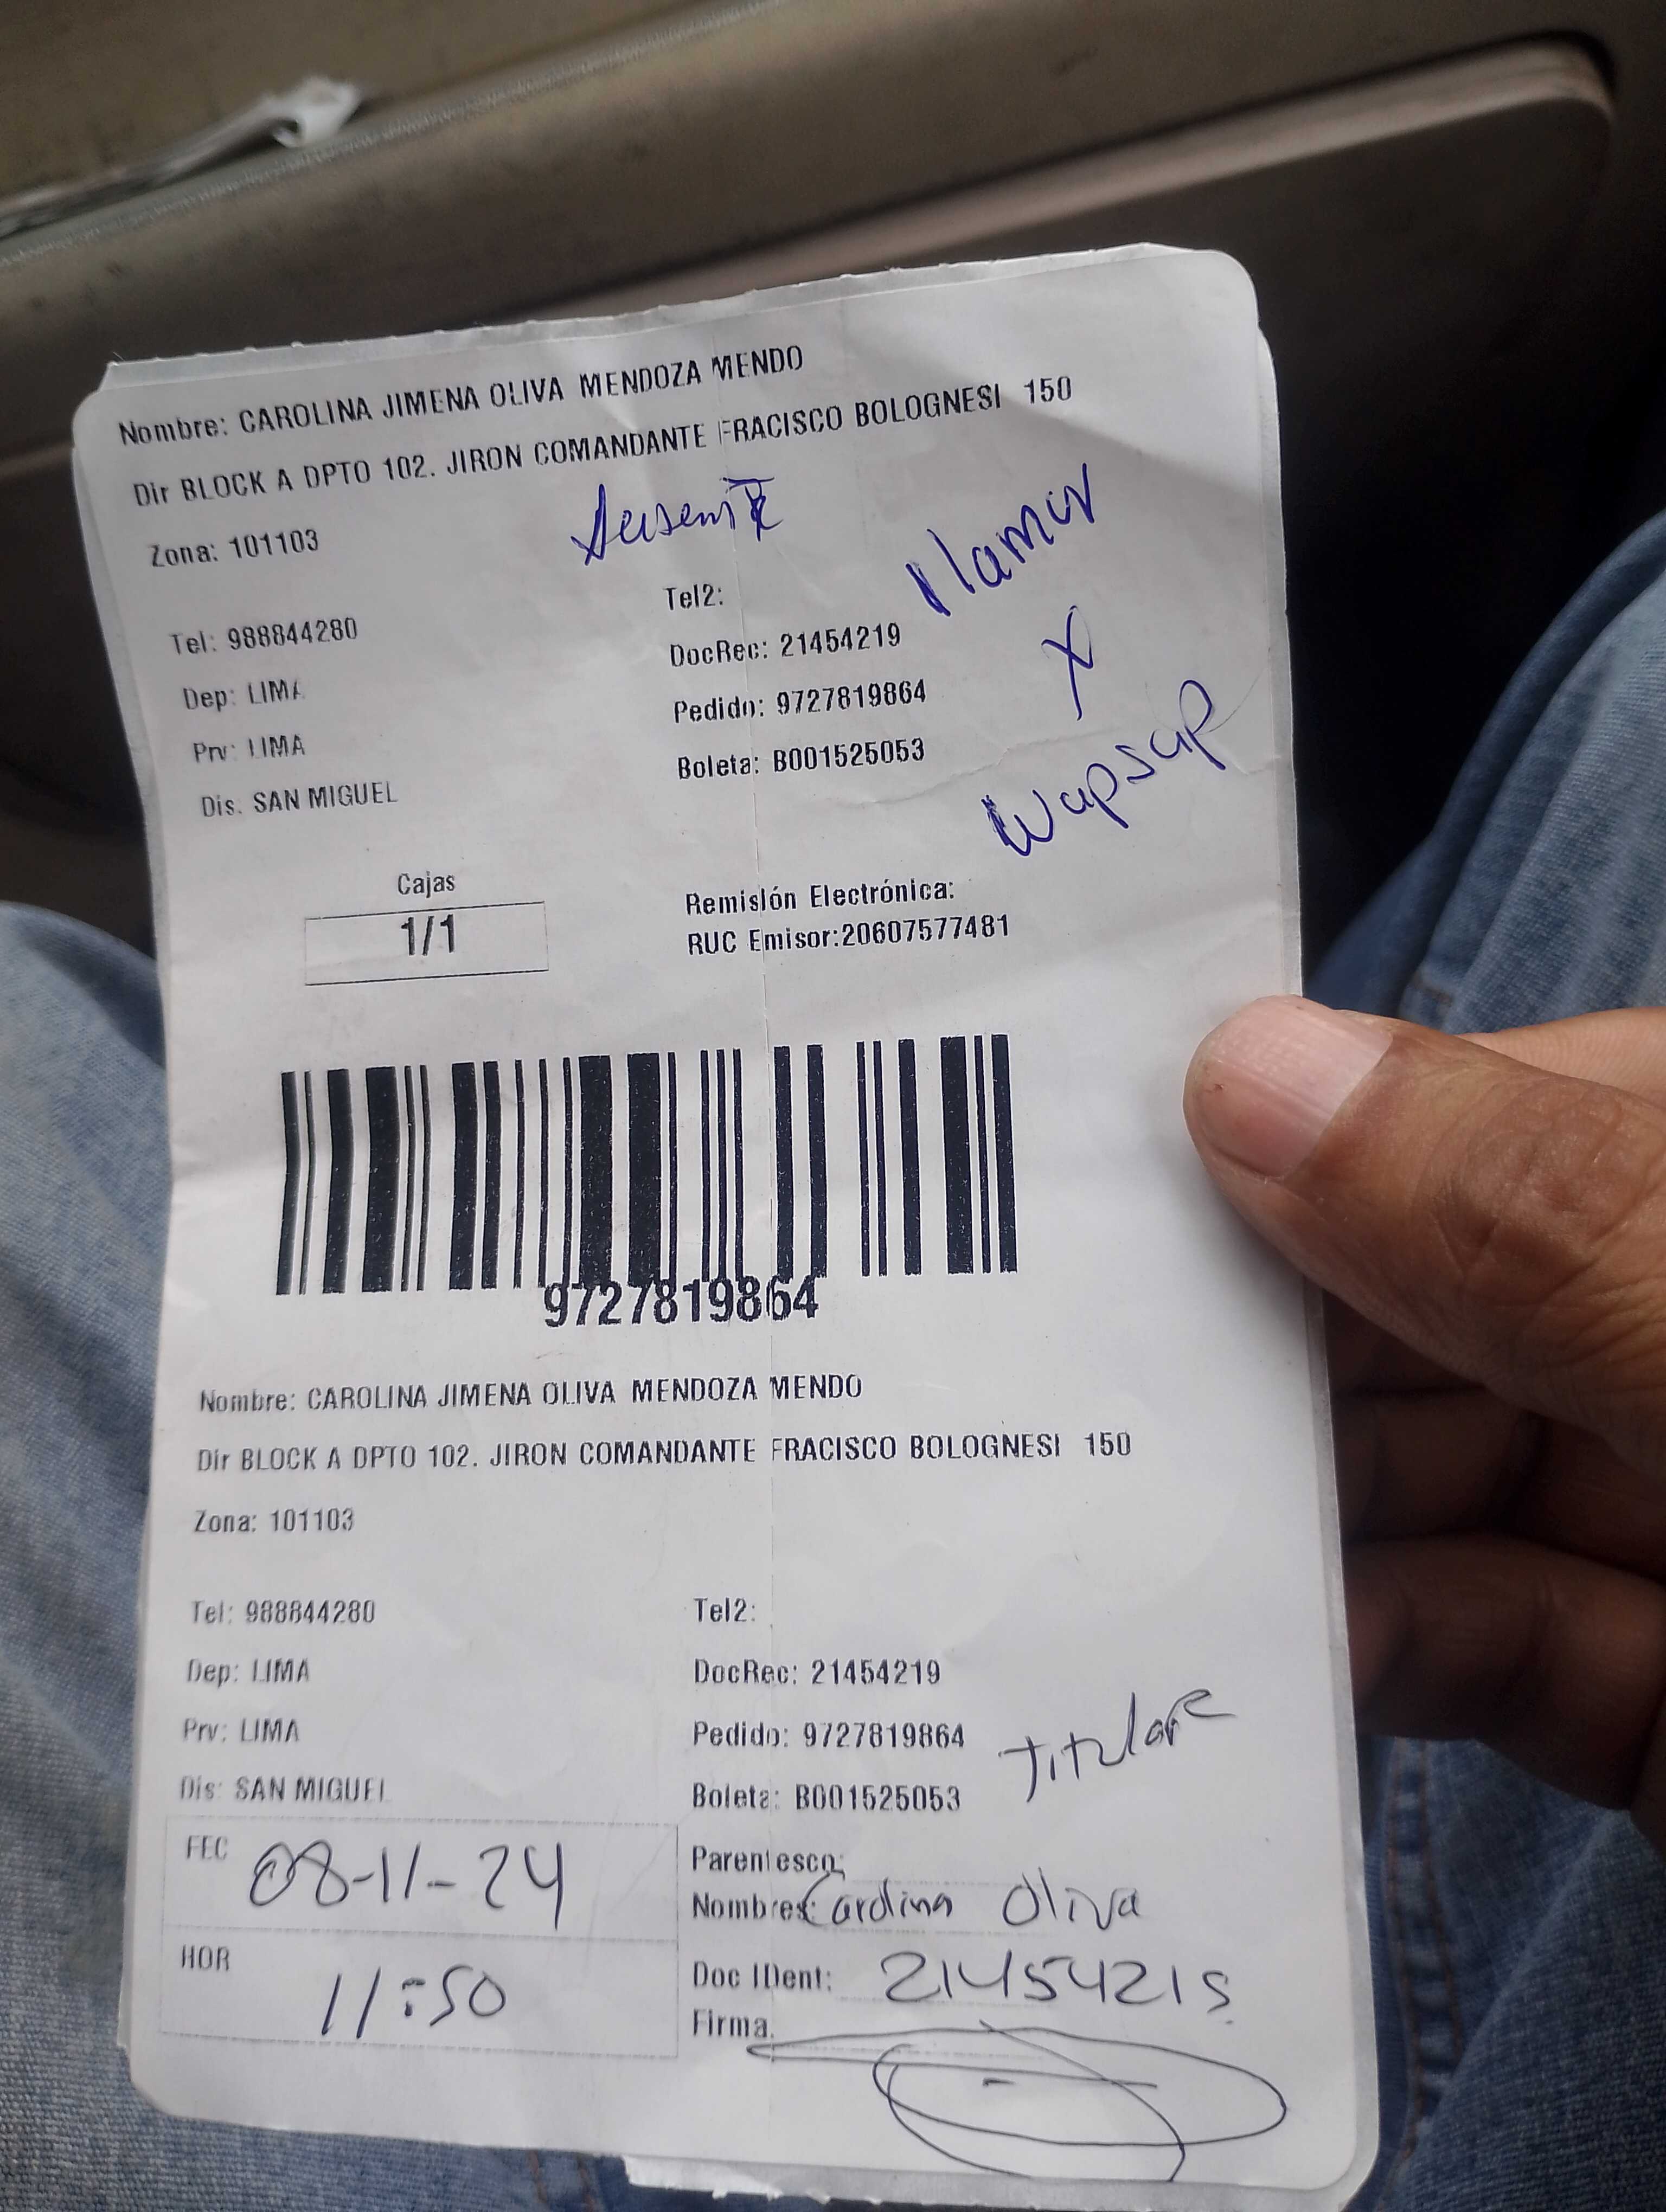 Nombre: CAROLINA JIMENA OLIVA MENDOZA MENDO
Dir BLOCK A DPTO 102. JIRON COMANDANTE FRACISCO BOLOGNESI 150
Zona: 101103
Ausente
llamar
x
wapsap
Tel: 988844280
Tel2:
Dep: LIMA
DocRec: 21454219
Prv: LIMA
Pedido: 9727819864
Dis. SAN MIGUEL
Boleta: B001525053
Cajas
1/1
Remisión Electrónica:
RUC Emisor:20607577481
9727819864
Nombre: CAROLINA JIMENA OLIVA MENDOZA MENDO
Dir BLOCK A DPTO 102. JIRON COMANDANTE FRACISCO BOLOGNESI 150
Zona: 101103
Tel: 988844280
Tel2:
Dep: LIMA
DocRec: 21454219
Prv: LIMA
Pedido: 9727819864
Titular
Dis: SAN MIGUEL
Boleta: B001525053
FEC 08-11-24
Parentesco:
Nombres: Carolina Oliva
HOR 11:50
Doc IDent: 21454219
Firma.